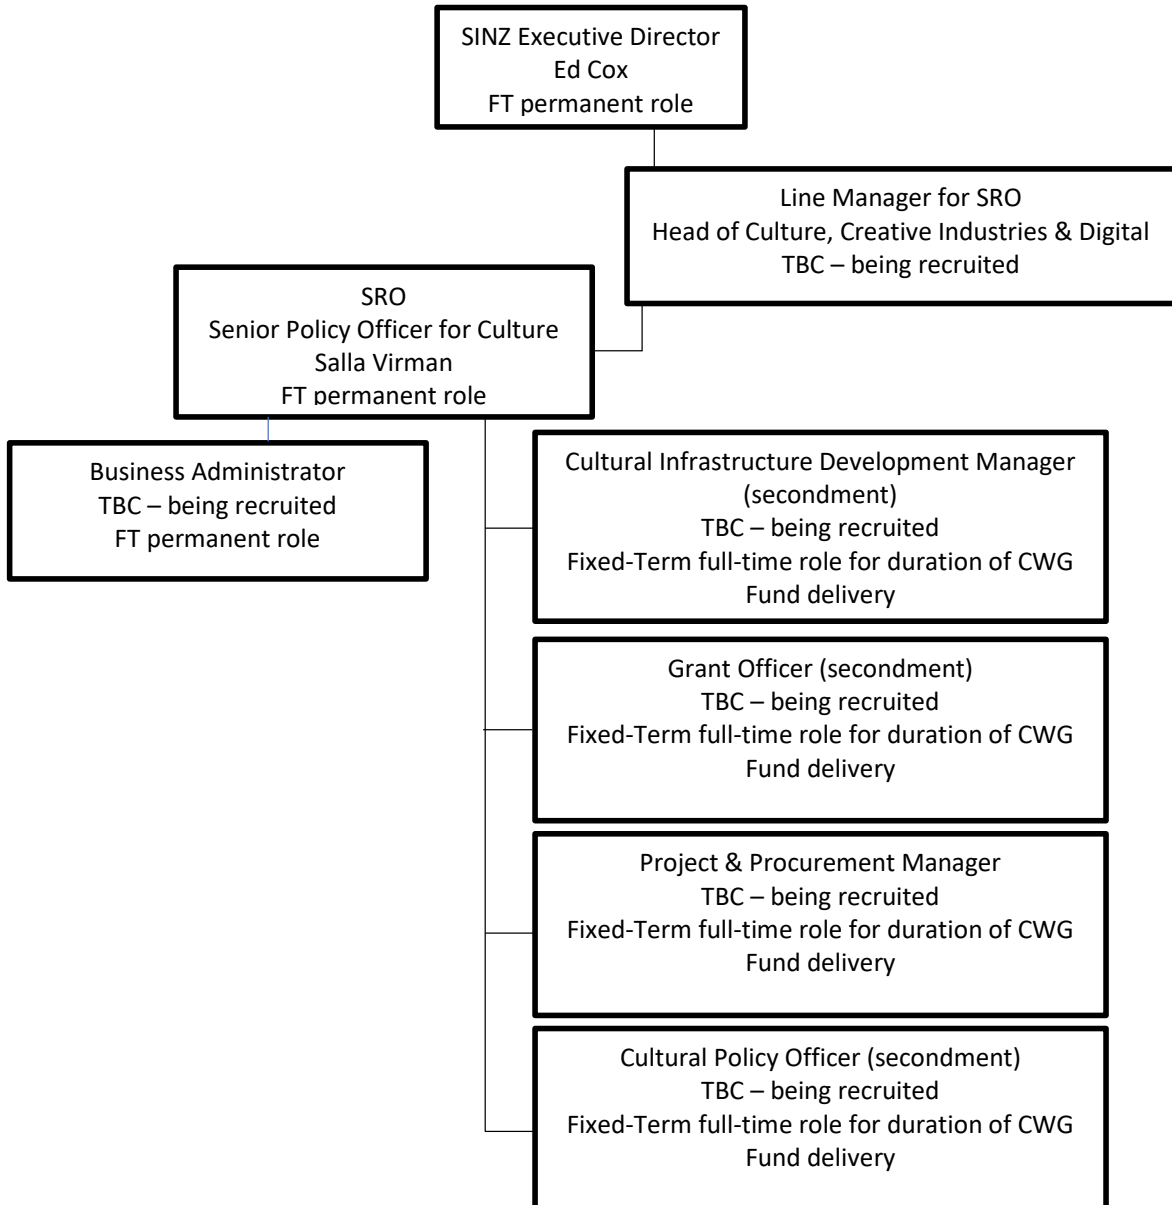 SINZ Executive Director
Ed Cox
FT permanent role
Line Manager for SRO
Head of Culture, Creative Industries & Digital
TBC – being recruited
SRO
Senior Policy Officer for Culture
Salla Virman
FT permanent role
Business Administrator
TBC – being recruited
FT permanent role
Cultural Infrastructure Development Manager
(secondment)
TBC – being recruited
Fixed-Term full-time role for duration of CWG
Fund delivery
Grant Officer (secondment)
TBC – being recruited
Fixed-Term full-time role for duration of CWG
Fund delivery
Project & Procurement Manager
TBC – being recruited
Fixed-Term full-time role for duration of CWG
Fund delivery
Cultural Policy Officer (secondment)
TBC – being recruited
Fixed-Term full-time role for duration of CWG
Fund delivery